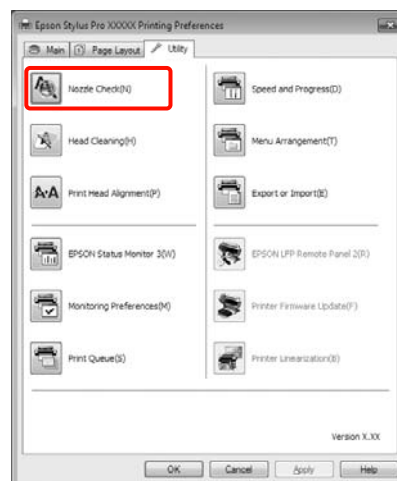 Epson Stylus Pro XXXXX Printing Preferences
Main Page Layout Utility
Nozzle Check(N)
Speed and Progress(D)
Head Cleaning(H)
Menu Arrangement(T)
Print Head Alignment(P)
Export or Import(E)
EPSON Status Monitor 3(W)
EPSON LFP Remote Panel 2(R)
Monitoring Preferences(M)
Printer Firmware Update(F)
Print Queue(S)
Printer Linearization(B)
Version X.XX
OK Cancel Apply Help